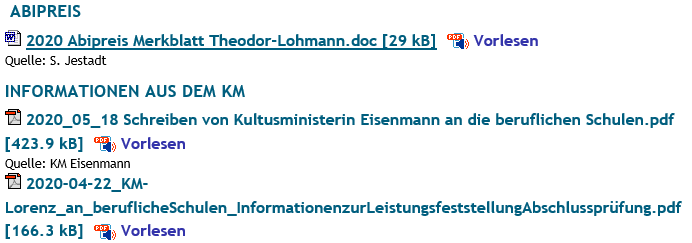 ABIPREIS
2020 Abipreis Merkblatt Theodor-Lohmann.doc [29 kB] Vorlesen
Quelle: S. Jestadt
INFORMATIONEN AUS DEM KM
2020_05_18 Schreiben von Kultusministerin Eisenmann an die beruflichen Schulen.pdf
[423.9 kB] Vorlesen
Quelle: KM Eisenmann
2020-04-22_KM-
Lorenz_an_beruflicheSchulen_InformationenzurLeistungsfeststellungAbschlussprüfung.pdf
[166.3 kB] Vorlesen